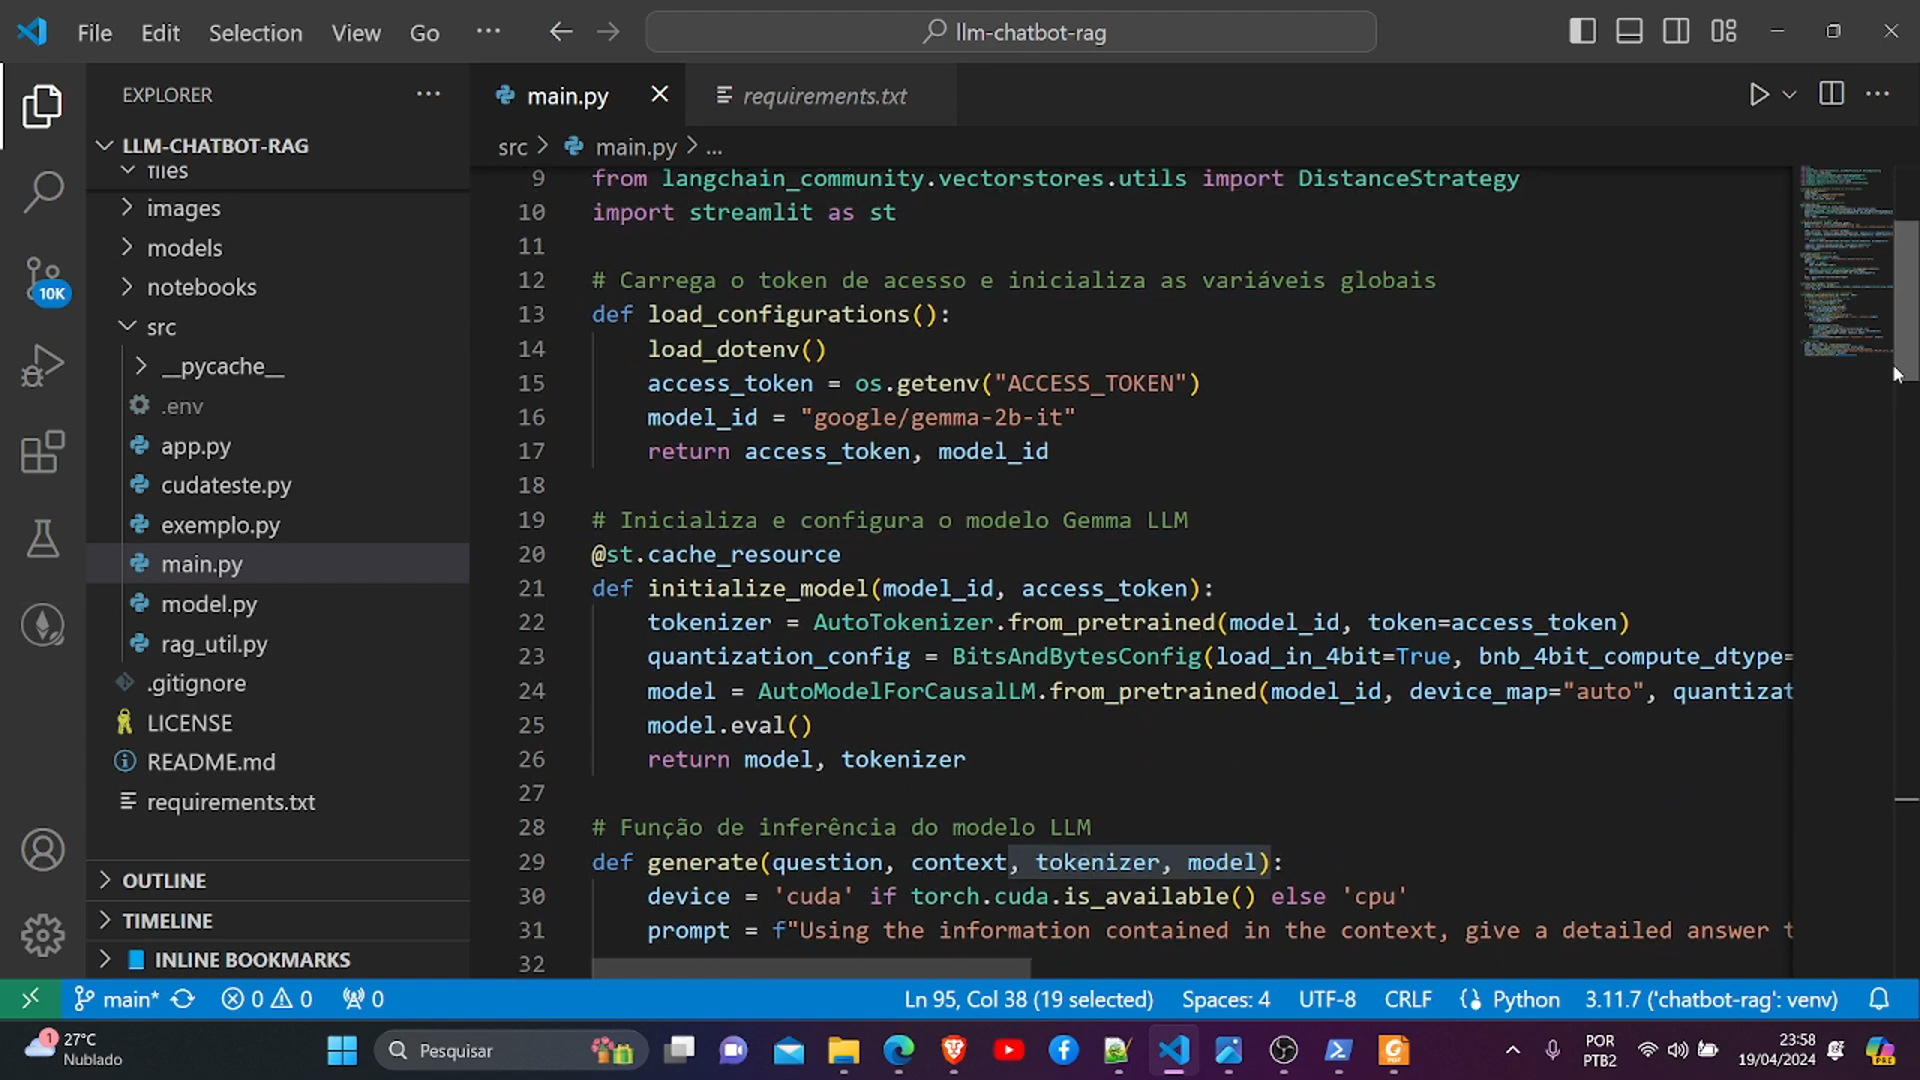 File Edit Selection View Go ··· llm-chatbot-rag
EXPLORER ···
main.py
requirements.txt
LLM-CHATBOT-RAG
files
images
models
notebooks
src
__pycache__
.env
app.py
cudateste.py
exemplo.py
main.py
model.py
rag_util.py
.gitignore
LICENSE
README.md
requirements.txt
OUTLINE
TIMELINE
INLINE BOOKMARKS
10K
src > main.py > ...
9 from langchain_community.vectorstores.utils import DistanceStrategy
10 import streamlit as st
11
12 # Carrega o token de acesso e inicializa as variáveis globais
13 def load_configurations():
14 load_dotenv()
15 access_token = os.getenv("ACCESS_TOKEN")
16 model_id = "google/gemma-2b-it"
17 return access_token, model_id
18
19 # Inicializa e configura o modelo Gemma LLM
20 @st.cache_resource
21 def initialize_model(model_id, access_token):
22 tokenizer = AutoTokenizer.from_pretrained(model_id, token=access_token)
23 quantization_config = BitsAndBytesConfig(load_in_4bit=True, bnb_4bit_compute_dtype=
24 model = AutoModelForCausalLM.from_pretrained(model_id, device_map="auto", quantizat
25 model.eval()
26 return model, tokenizer
27
28 # Função de inferência do modelo LLM
29 def generate(question, context, tokenizer, model):
30 device = 'cuda' if torch.cuda.is_available() else 'cpu'
31 prompt = f"Using the information contained in the context, give a detailed answer t
32
main* 0 0 0 Ln 95, Col 38 (19 selected) Spaces: 4 UTF-8 CRLF Python 3.11.7 ('chatbot-rag': venv)
1 27°C
Nublado
Pesquisar
POR
PTB2
23:58
19/04/2024
PRE